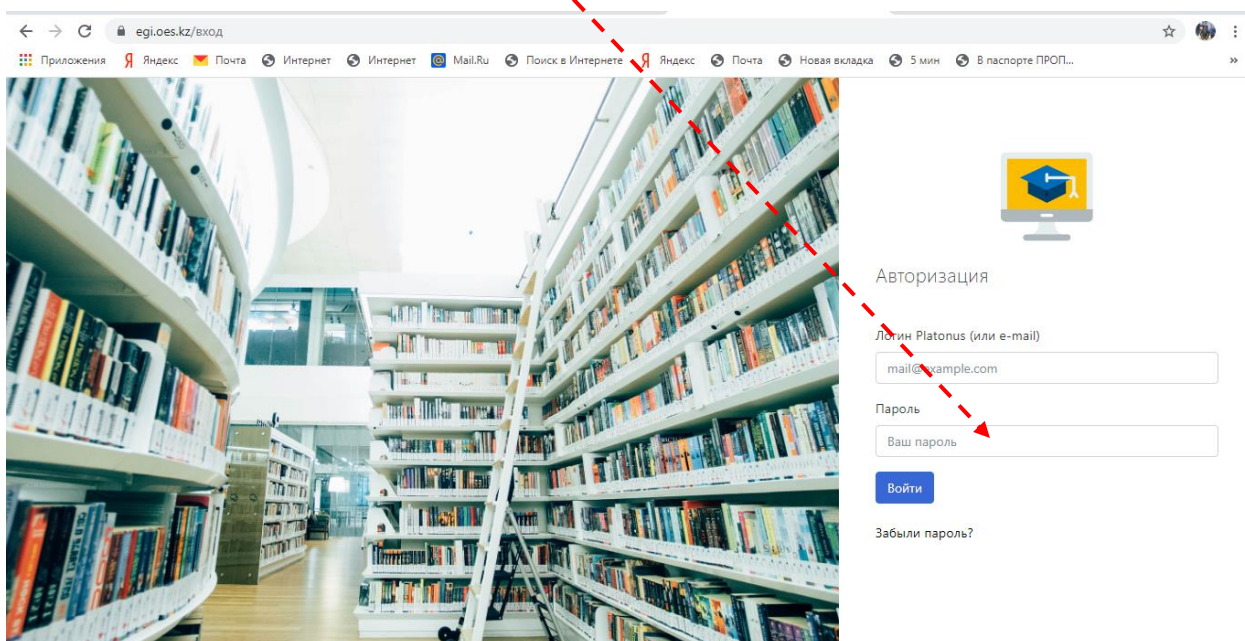 egi.oes.kz/вход
Приложения Яндекс Почта Интернет Интернет Mail.Ru Поиск в Интернете Яндекс Почта Новая вкладка 5 мин В паспорте ПРОП...
Авторизация
Логин Platonus (или e-mail)
mail@example.com
Пароль
Ваш пароль
Войти
Забыли пароль?